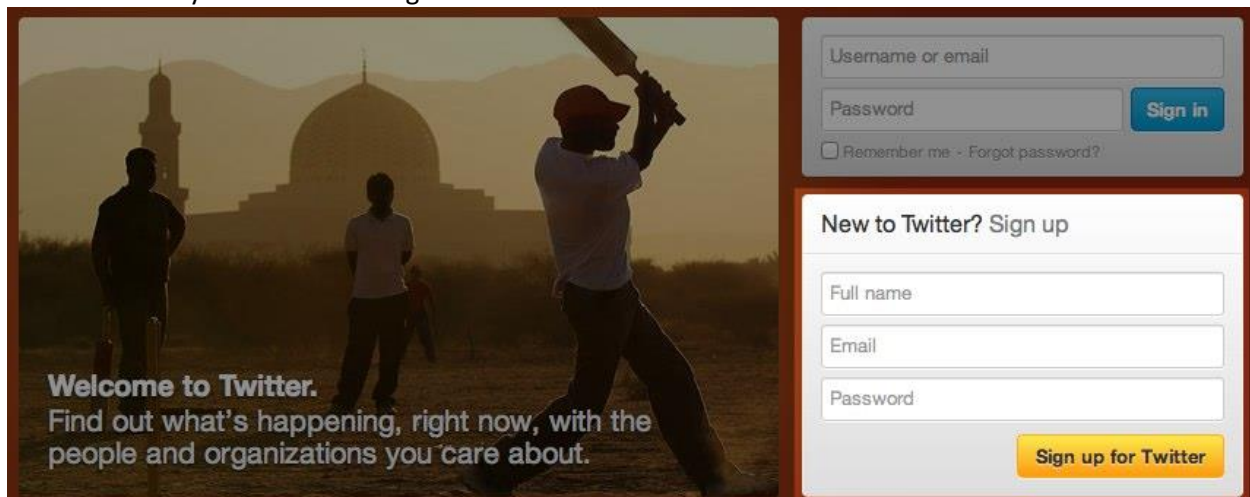 Welcome to Twitter.
Find out what's happening, right now, with the
people and organizations you care about.
Username or email
Password
Sign in
Remember me - Forgot password?
New to Twitter? Sign up
Full name
Email
Password
Sign up for Twitter